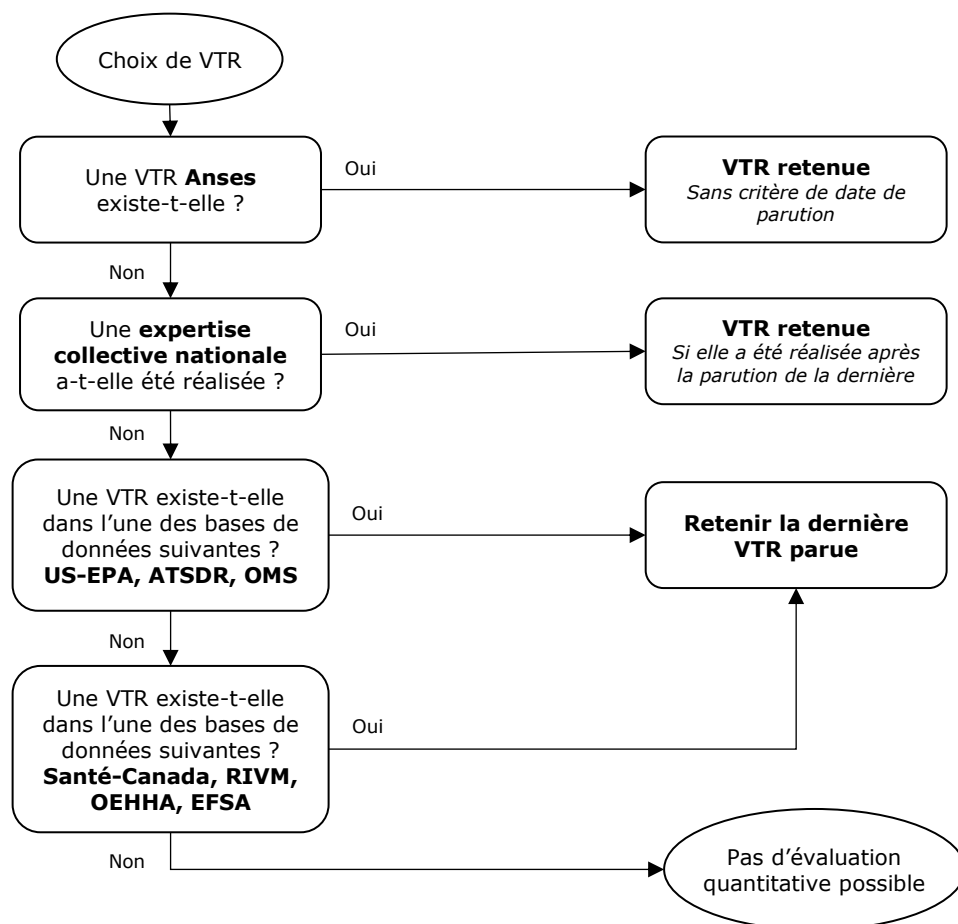 Choix de VTR
Une VTR Anses
existe-t-elle ?
Oui
VTR retenue
Sans critère de date de
parution
Non
Une expertise
collective nationale
a-t-elle été réalisée ?
Oui
VTR retenue
Si elle a été réalisée après
la parution de la dernière
Non
Une VTR existe-t-elle
dans l’une des bases de
données suivantes ?
US-EPA, ATSDR, OMS
Oui
Retenir la dernière
VTR parue
Non
Une VTR existe-t-elle
dans l’une des bases de
données suivantes ?
Santé-Canada, RIVM,
OEHHA, EFSA
Oui
Non
Pas d’évaluation
quantitative possible